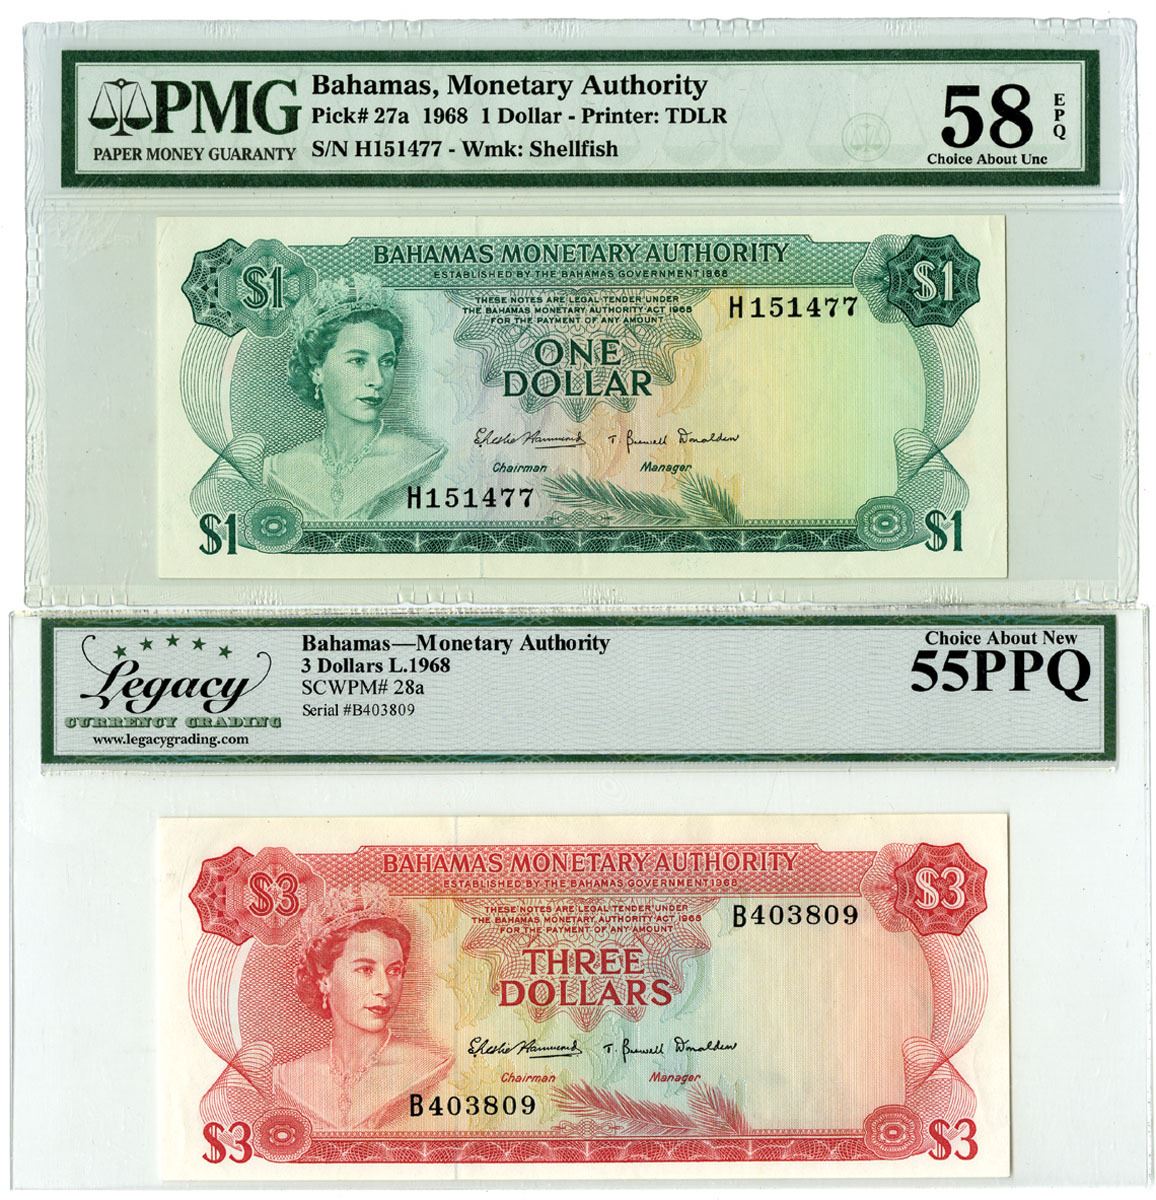 PMG
PAPER MONEY GUARANTY
Bahamas, Monetary Authority
Pick# 27a 1968 1 Dollar - Printer: TDLR
S/N H151477 - Wmk: Shellfish
58
EPQ
Choice About Unc
BAHAMAS MONETARY AUTHORITY
ESTABLISHED BY THE BAHAMAS GOVERNMENT 1968
$1
$1
THESE NOTES ARE LEGAL TENDER UNDER
THE BAHAMAS MONETARY AUTHORITY ACT 1968
FOR THE PAYMENT OF ANY AMOUNT
H151477
ONE
DOLLAR
T. Burwell Donaldson
Chairman
Manager
H151477
$1
$1
Legacy
CURRENCY GRADING
www.legacygrading.com
Bahamas—Monetary Authority
3 Dollars L.1968
SCWPM# 28a
Serial #B403809
Choice About New
55PPQ
BAHAMAS MONETARY AUTHORITY
ESTABLISHED BY THE BAHAMAS GOVERNMENT 1968
$3
$3
THESE NOTES ARE LEGAL TENDER UNDER
THE BAHAMAS MONETARY AUTHORITY ACT 1968
FOR THE PAYMENT OF ANY AMOUNT
B403809
THREE
DOLLARS
T. Burwell Donaldson
Chairman
Manager
B403809
$3
$3